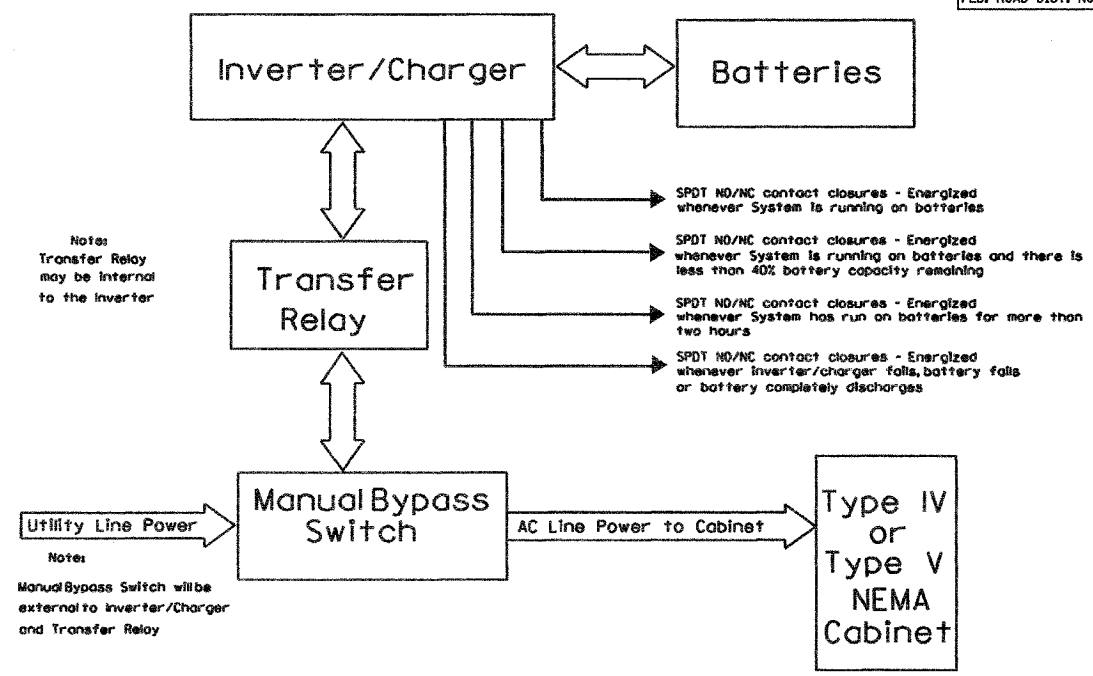 Inverter/Charger
Batteries
SPDT NO/NC contact closures - Energized
whenever System is running on batteries
SPDT NO/NC contact closures - Energized
whenever System is running on batteries and there is
less than 40% battery capacity remaining
SPDT NO/NC contact closures - Energized
whenever System has run on batteries for more than
two hours
SPDT NO/NC contact closures - Energized
whenever inverter/charger fails, battery fails
or battery completely discharges
Note:
Transfer Relay
may be internal
to the Inverter
Transfer
Relay
Utility Line Power
Manual Bypass
Switch
AC Line Power to Cabinet
Type IV
or
Type V
NEMA
Cabinet
Note:
Manual Bypass Switch will be
external to Inverter/Charger
and Transfer Relay